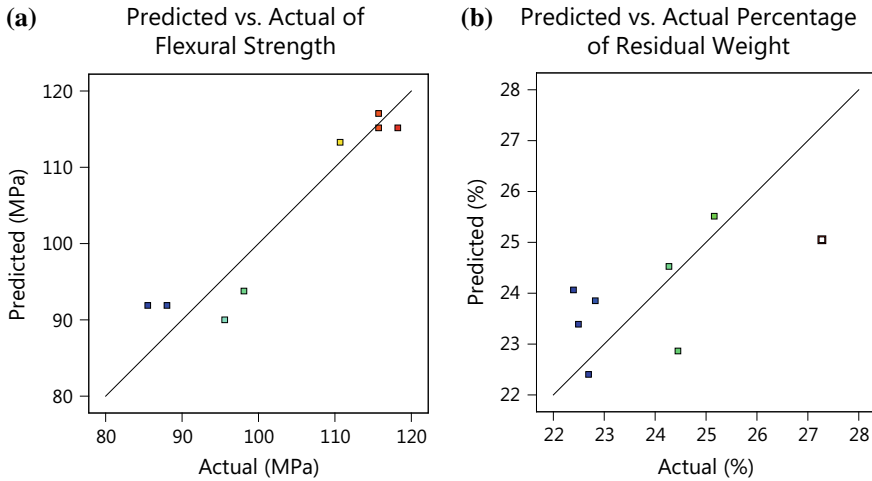 (a)
Predicted vs. Actual of
Flexural Strength
Predicted (MPa)
120
110
100
90
80
80 90 100 110 120
Actual (MPa)
(b)
Predicted vs. Actual Percentage
of Residual Weight
Predicted (%)
28
27
26
25
24
23
22
22 23 24 25 26 27 28
Actual (%)